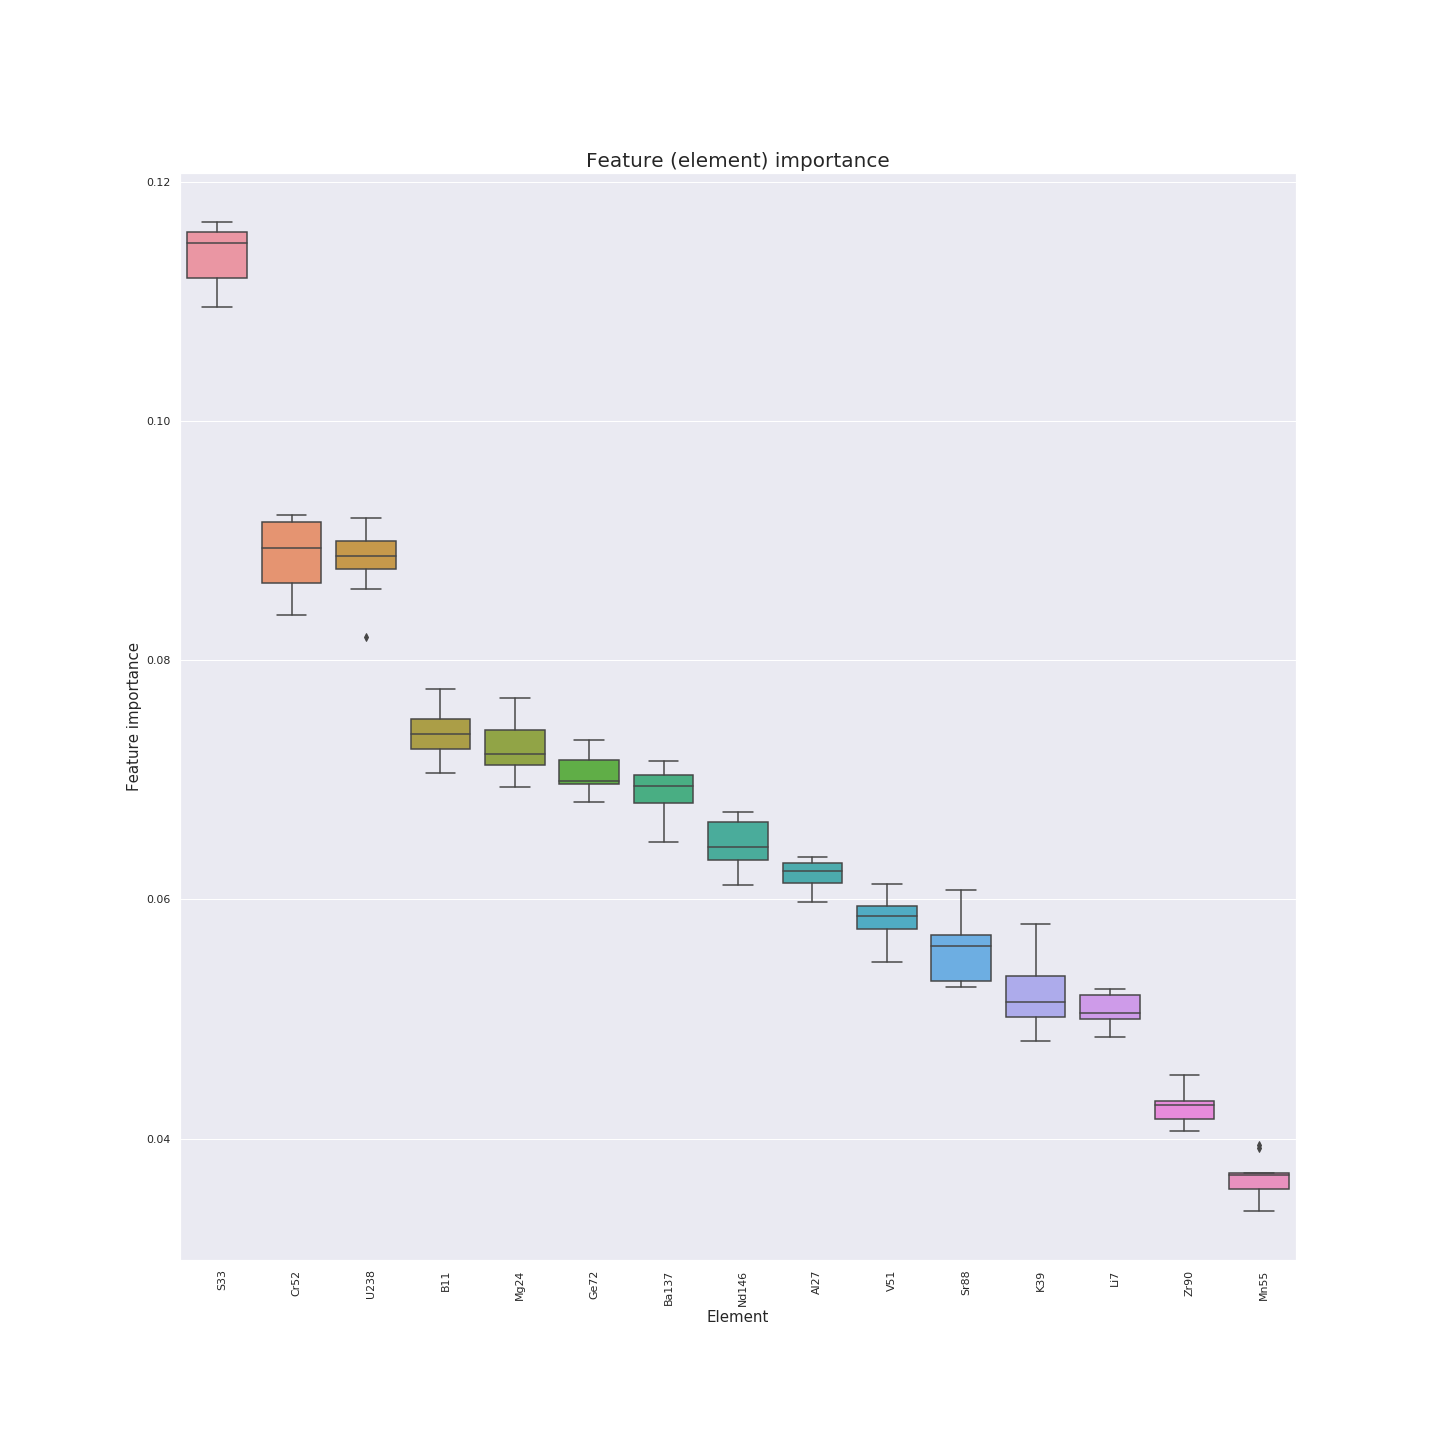 Feature (element) importance
0.12
0.10
0.08
0.06
0.04
Feature importance
S33
Cr52
U238
B11
Mg24
Ge72
Ba137
Nd146
Al27
V51
Sr88
K39
Li7
Zr90
Mn55
Element